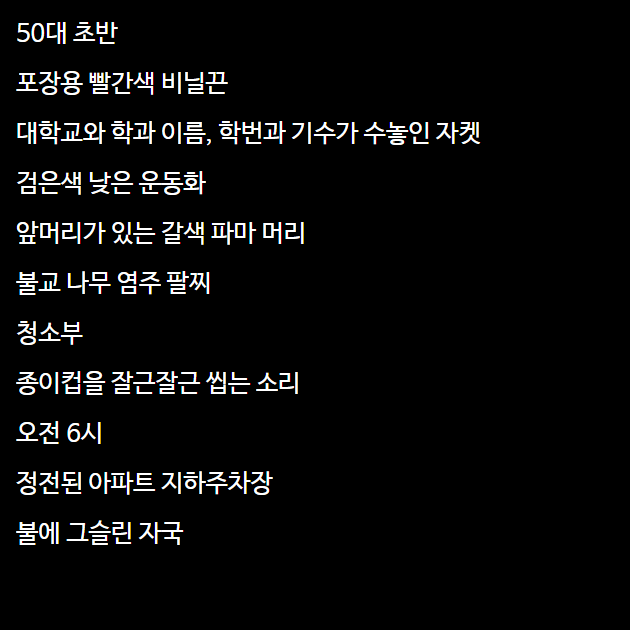 50대 초반
포장용 빨간색 비닐끈
대학교와 학과 이름, 학번과 기수가 수놓인 자켓
검은색 낮은 운동화
앞머리가 있는 갈색 파마 머리
불교 나무 염주 팔찌
청소부
종이컵을 잘근잘근 씹는 소리
오전 6시
정전된 아파트 지하주차장
불에 그슬린 자국